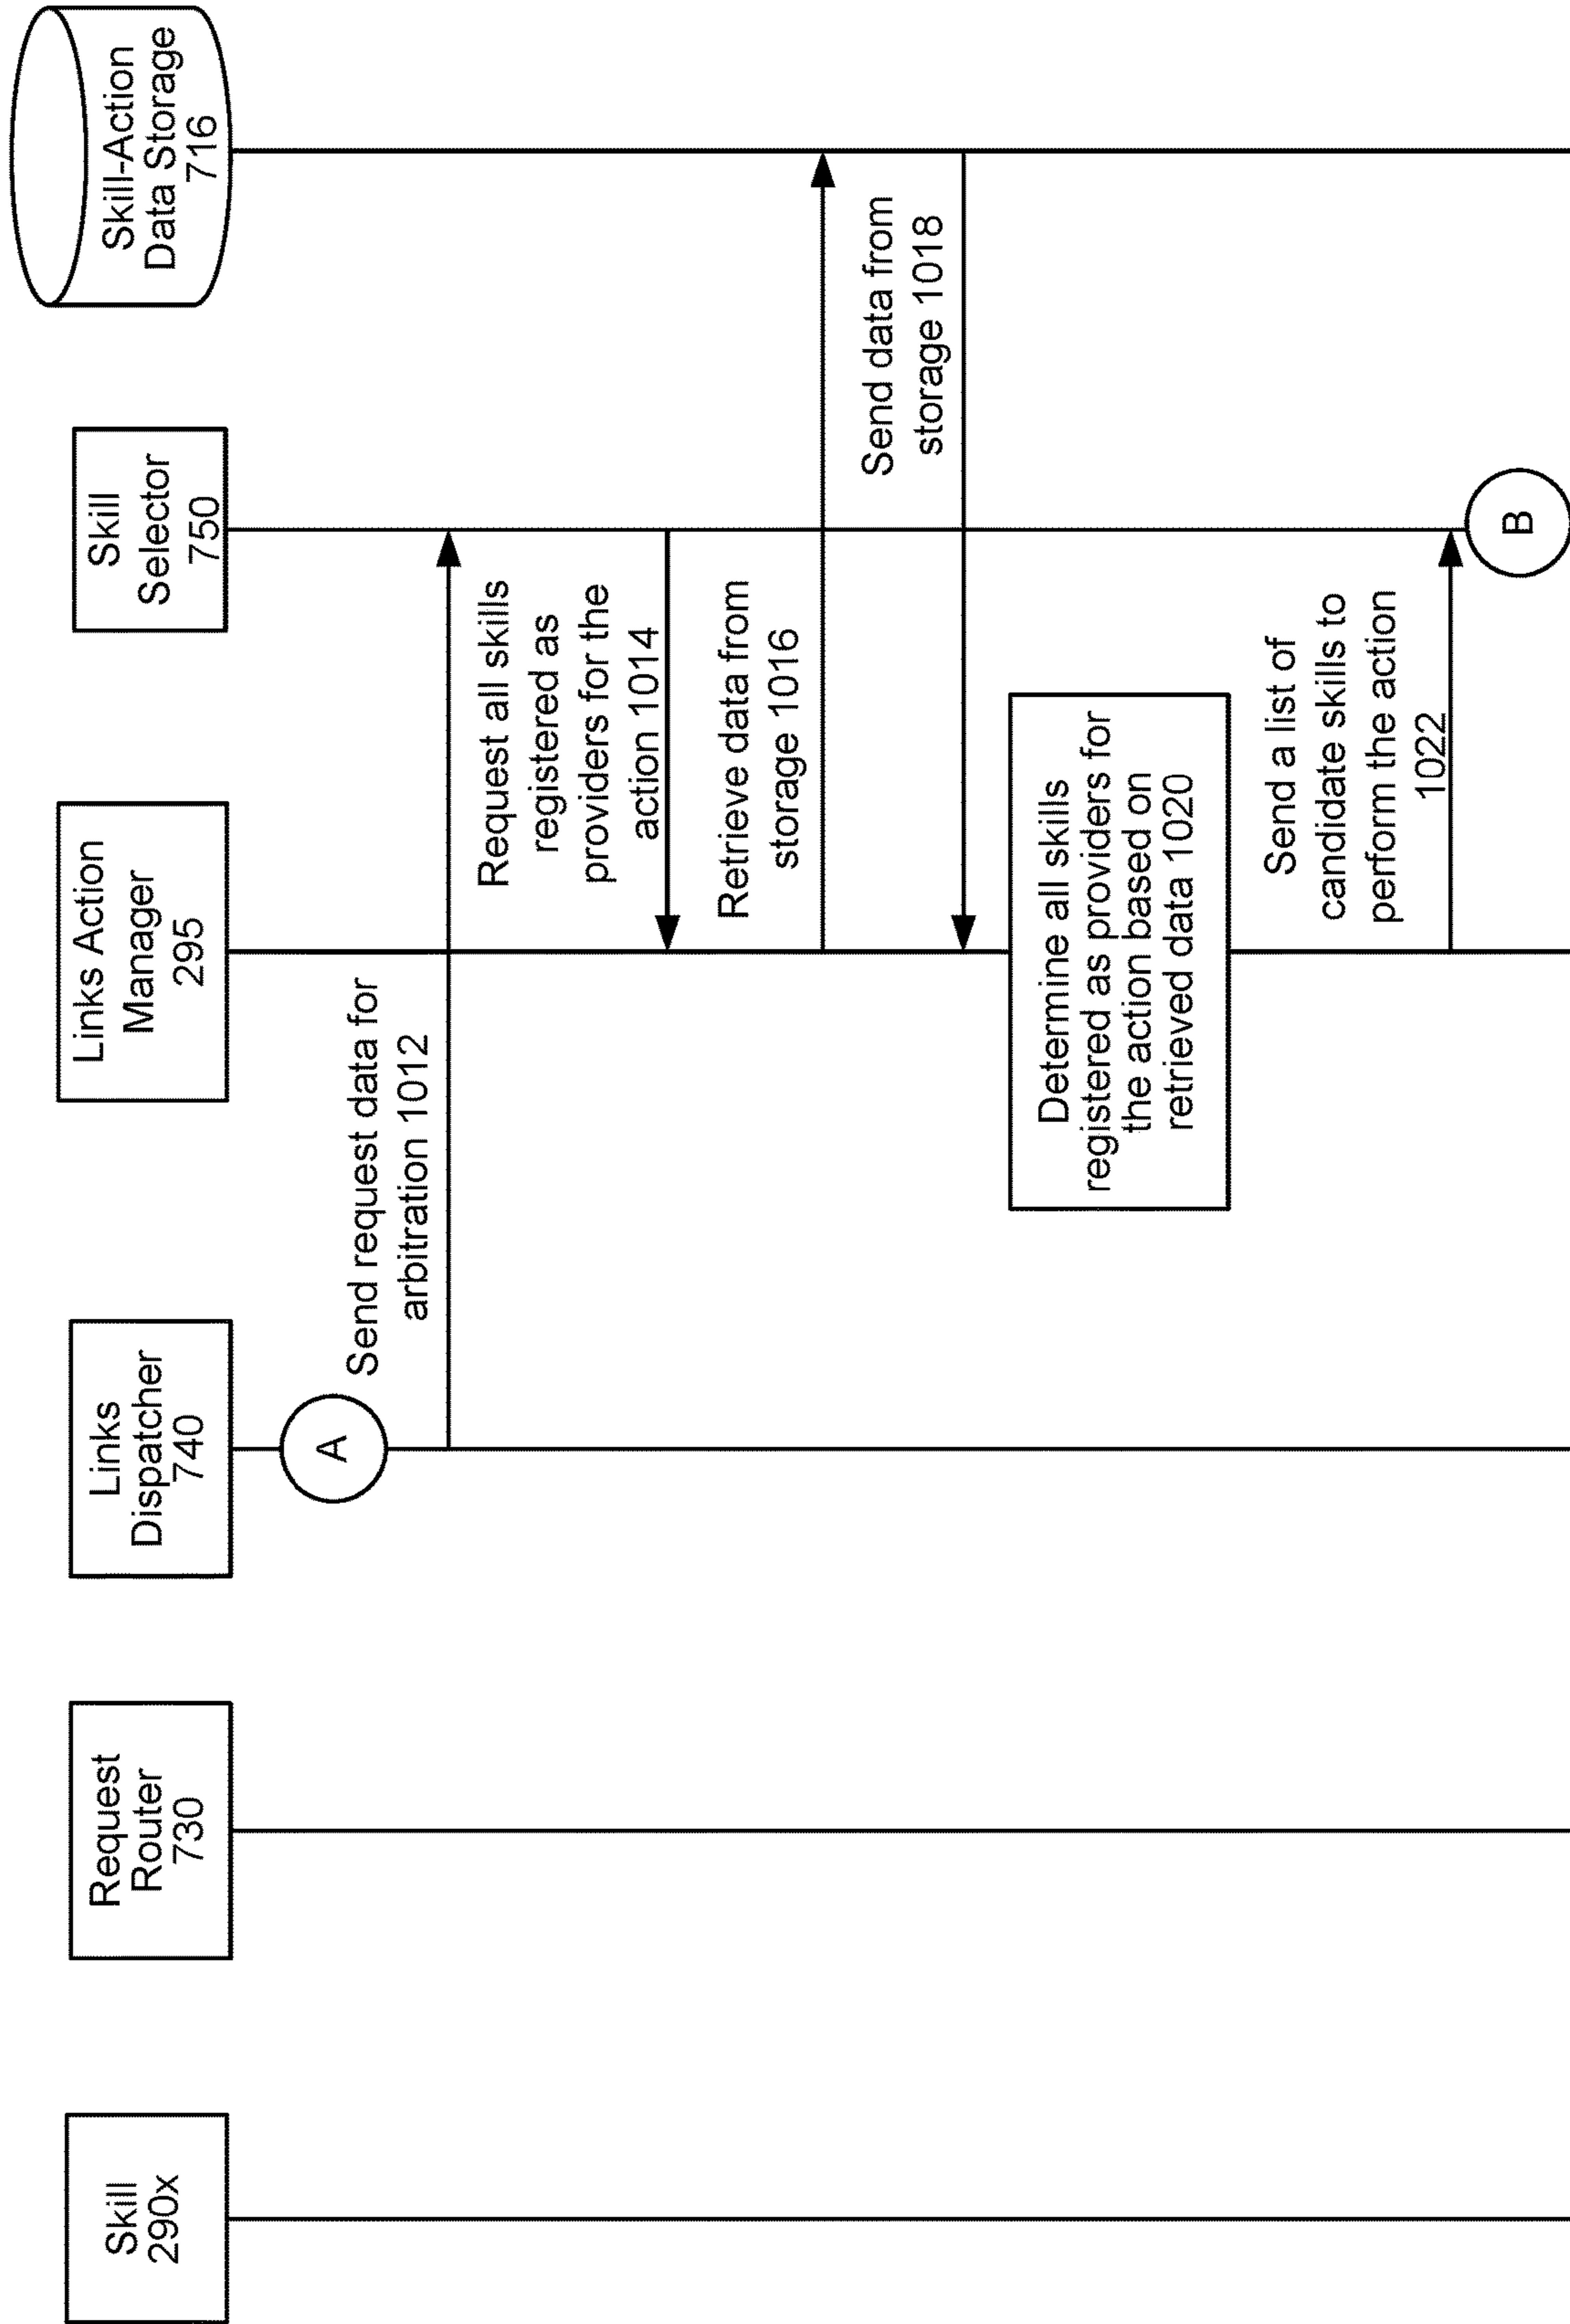 Skill
290x
Request
Router
730
Links
Dispatcher
740
Links Action
Manager
295
Skill
Selector
750
Skill-Action
Data Storage
716
A
Send request data for
arbitration 1012
Request all skills
registered as
providers for the
action 1014
Retrieve data from
storage 1016
Send data from
storage 1018
Determine all skills
registered as providers for
the action based on
retrieved data 1020
Send a list of
candidate skills to
perform the action
1022
B